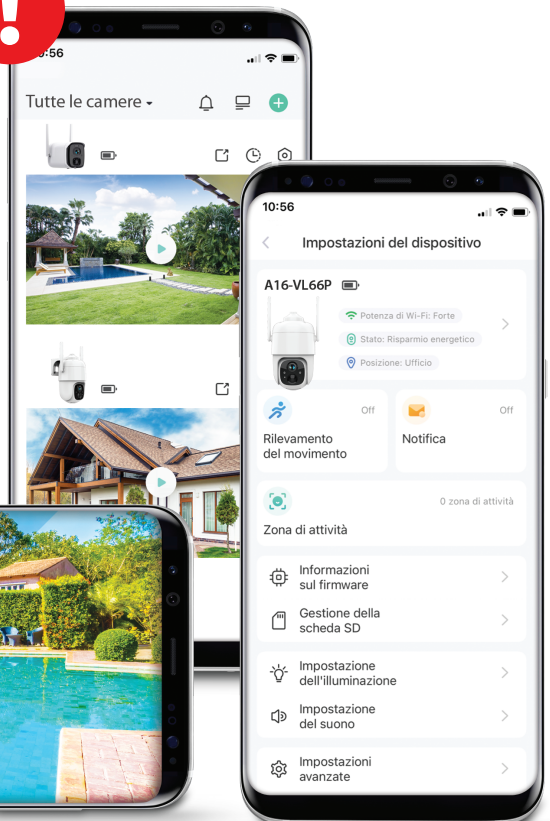 !
:56
Tutte le camere
10:56
Impostazioni del dispositivo
A16-VL66P
Potenza di Wi-Fi: Forte
Stato: Risparmio energetico
Posizione: Ufficio
Off
Rilevamento
del movimento
Off
Notifica
0 zona di attività
Zona di attività
Informazioni
sul firmware
Gestione della
scheda SD
Impostazione
dell'illuminazione
Impostazione
del suono
Impostazioni
avanzate